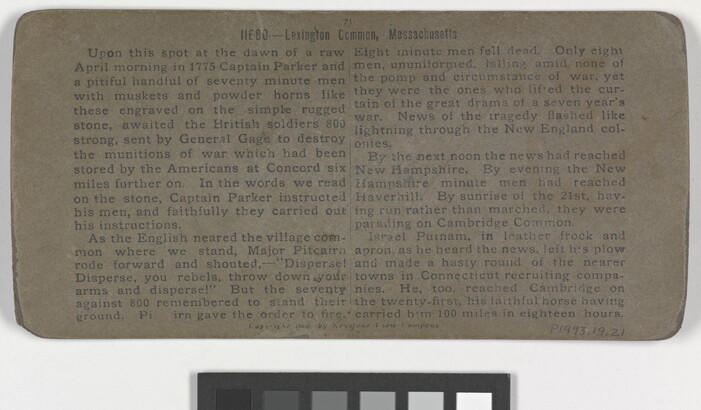 71
11680—Lexington Common, Massachusetts
Upon this spot at the dawn of a raw
April morning in 1775 Captain Parker and
a pitiful handful of seventy minute men
with muskets and powder horns like
these engraved on the simple rugged
stone, awaited the British soldiers 800
strong, sent by General Gage to destroy
the munitions of war which had been
stored by the Americans at Concord six
miles further on. In the words we read
on the stone, Captain Parker instructed
his men, and faithfully they carried out
his instructions.
As the English neared the village com-
mon where we stand, Major Pitcairn
rode forward and shouted,—"Disperse!
Disperse, you rebels, throw down your
arms and disperse!" But the seventy
against 800 remembered to stand their
ground. Pi irn gave the order to fire.
Eight minute men fell dead. Only eight
men, ununiformed, falling amid none of
the pomp and circumstance of war, yet
they were the ones who lifted the cur-
tain of the great drama of a seven year's
war. News of the tragedy flashed like
lightning through the New England col-
onies.
By the next noon the news had reached
New Hampshire. By evening the New
Hampshire minute men had reached
Haverhill. By sunrise of the 21st, hav-
ing run rather than marched, they were
parading on Cambridge Common.
Israel Putnam, in leather frock and
apron, as he heard the news, left his plow
and made a hasty round of the nearer
towns in Connecticut recruiting compa-
nies. He, too, reached Cambridge on
the twenty-first, his faithful horse having
carried him 100 miles in eighteen hours.
Copyright by Keystone View Company
P1993.19.21